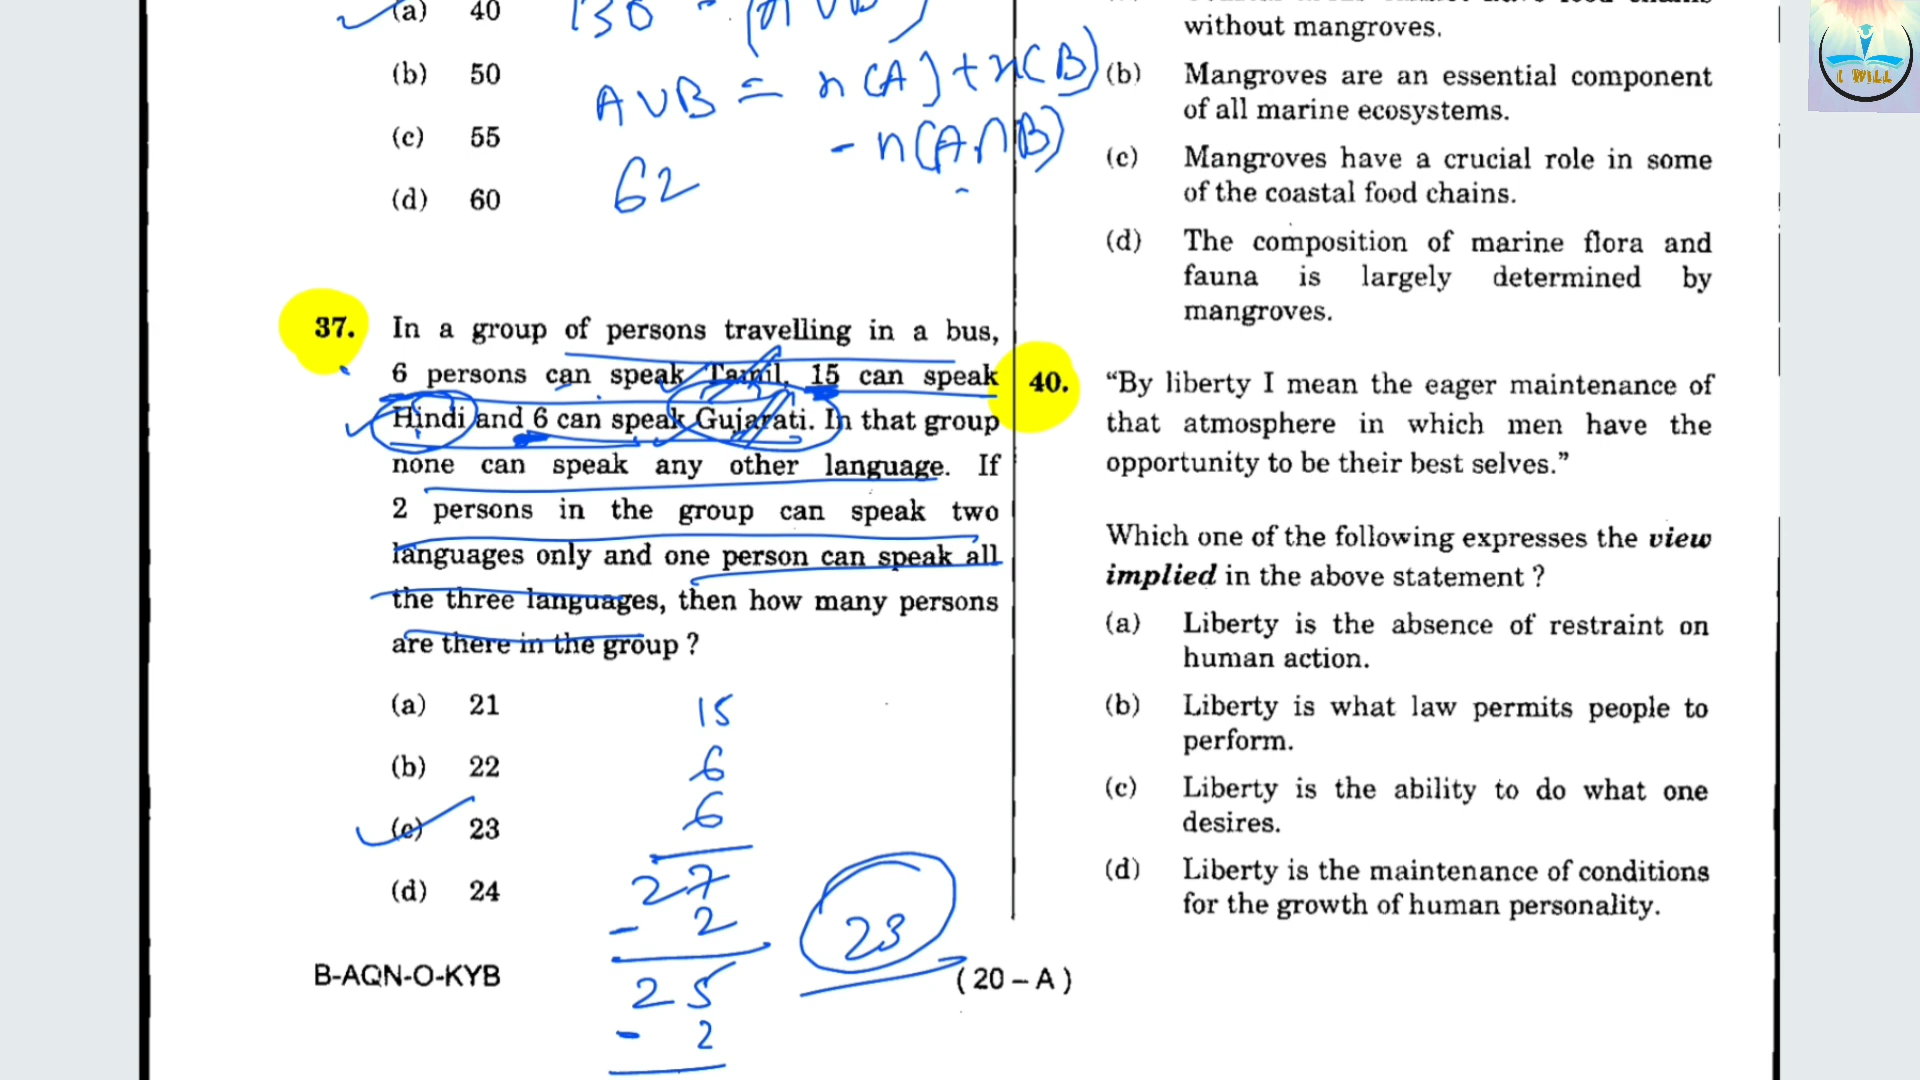 (a) 40
(b) 50
(c) 55
(d) 60
130 - (A ∪ B)
A ∪ B = n(A) + n(B)
- n(A ∩ B)
62
37. In a group of persons travelling in a bus,
6 persons can speak Tamil, 15 can speak
Hindi and 6 can speak Gujarati. In that group
none can speak any other language. If
2 persons in the group can speak two
languages only and one person can speak all
the three languages, then how many persons
are there in the group ?
(a) 21
(b) 22
(c) 23
(d) 24
15
6
6
27
- 2
25
- 2
23
B-AQN-O-KYB
( 20 – A )
without mangroves.
(b) Mangroves are an essential component
of all marine ecosystems.
(c) Mangroves have a crucial role in some
of the coastal food chains.
(d) The composition of marine flora and
fauna is largely determined by
mangroves.
40. “By liberty I mean the eager maintenance of
that atmosphere in which men have the
opportunity to be their best selves.”
Which one of the following expresses the view
implied in the above statement ?
(a) Liberty is the absence of restraint on
human action.
(b) Liberty is what law permits people to
perform.
(c) Liberty is the ability to do what one
desires.
(d) Liberty is the maintenance of conditions
for the growth of human personality.
I WILL